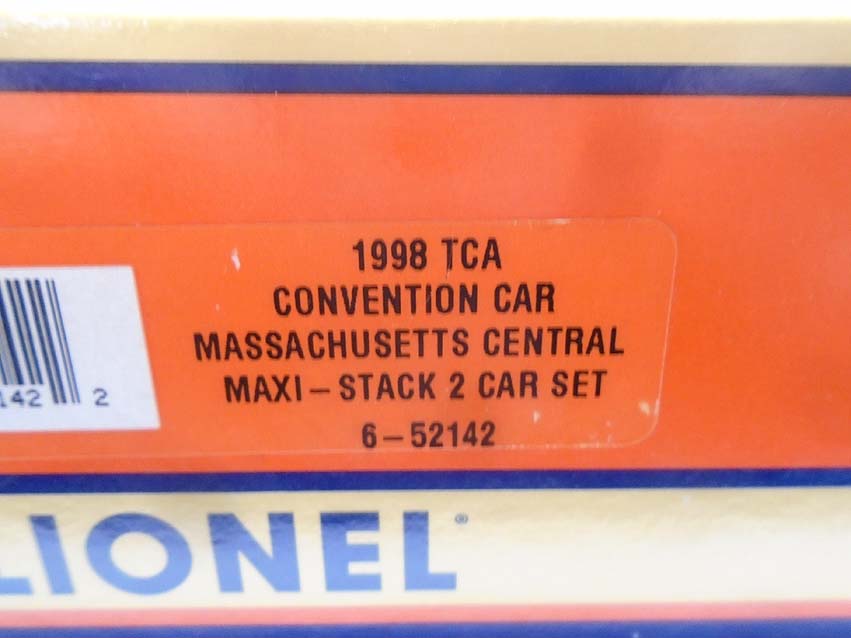 1998 TCA
CONVENTION CAR
MASSACHUSETTS CENTRAL
MAXI-STACK 2 CAR SET
6-52142
142 2
LIONEL®